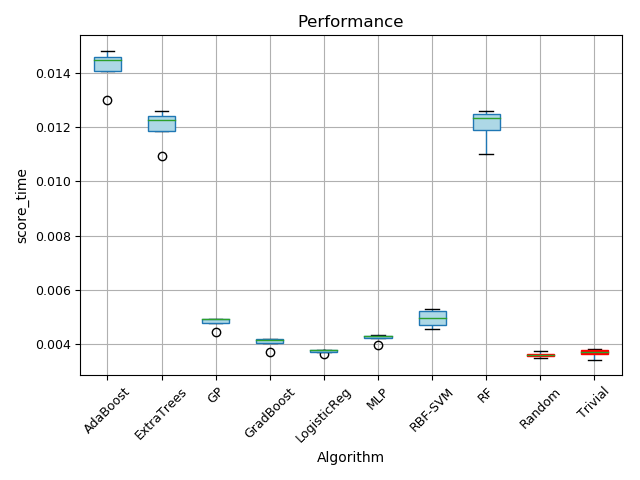 Performance
score_time
0.014
0.012
0.010
0.008
0.006
0.004
AdaBoost
ExtraTrees
GP
GradBoost
LogisticReg
MLP
RBF-SVM
RF
Random
Trivial
Algorithm